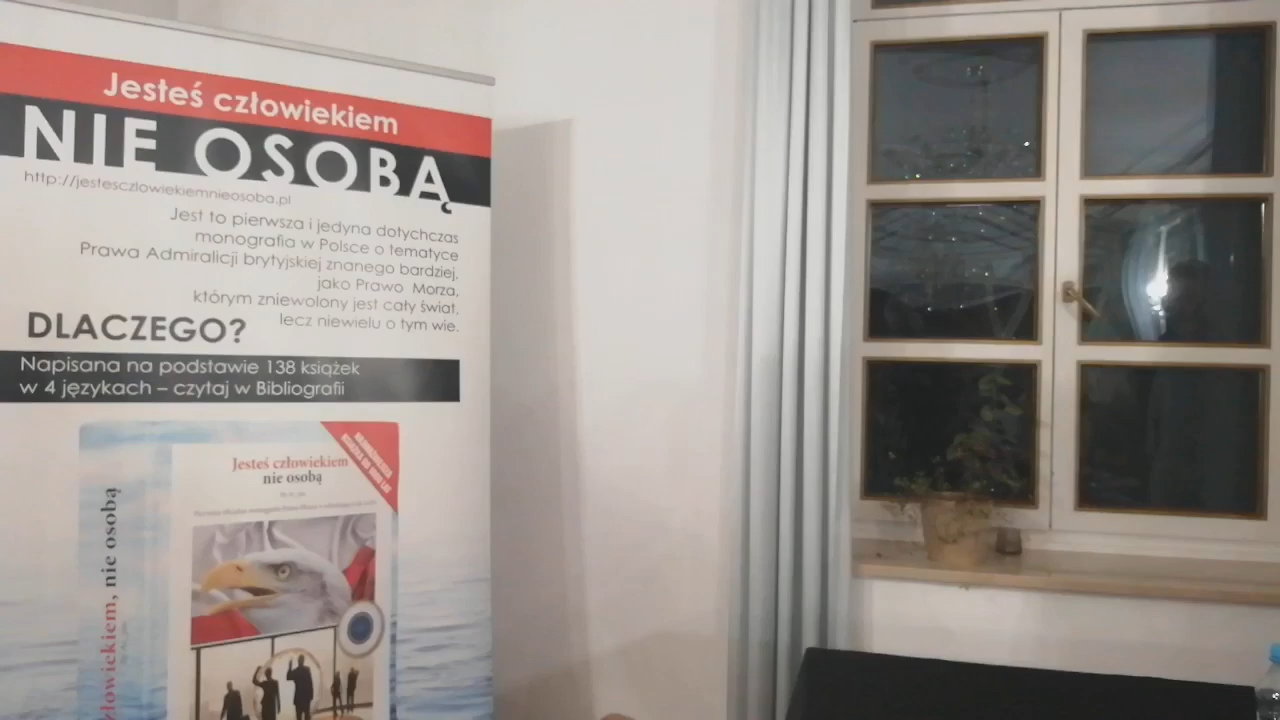 Jesteś człowiekiem
NIE OSOBĄ
http://jestesczlowiekiemnieosoba.pl
Jest to pierwsza i jedyna dotychczas
monografia w Polsce o tematyce
Prawa Admiralicji brytyjskiej znanego bardziej,
jako Prawo Morza,
którym zniewolony jest cały świat,
lecz niewielu o tym wie.
DLACZEGO?
Napisana na podstawie 138 książek
w 4 językach – czytaj w Bibliografii
Jesteś człowiekiem
nie osobą
człowiekiem, nie osobą